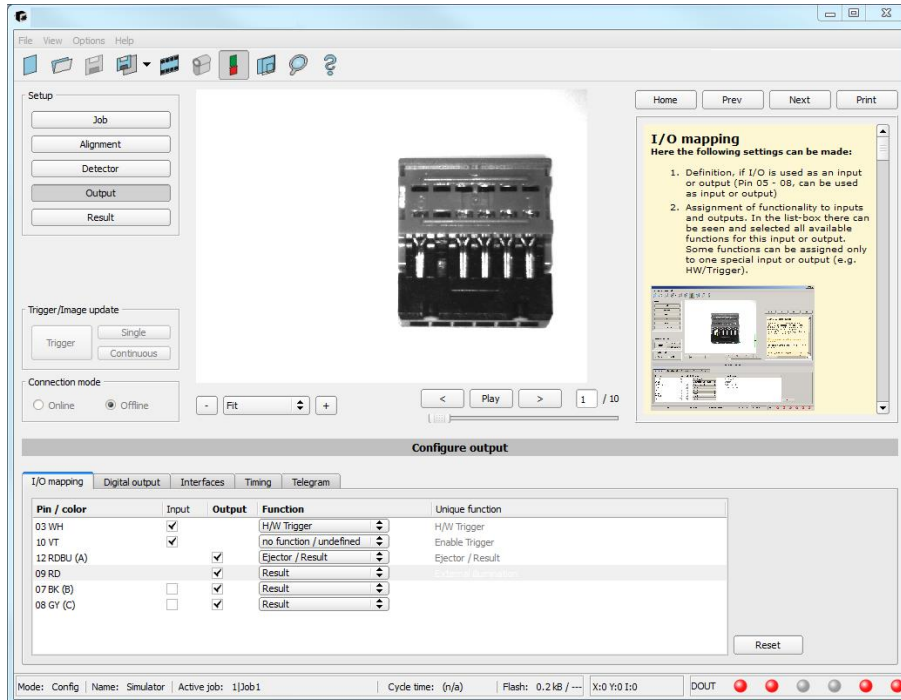 File View Options Help
Setup
Job
Alignment
Detector
Output
Result
Trigger/Image update
Trigger
Single
Continuous
Connection mode
Online Offline
- Fit +
< Play > 1 / 10
Home Prev Next Print
I/O mapping
Here the following settings can be made:
1. Definition, if I/O is used as an input
or output (Pin 05 - 08, can be used
as input or output)
2. Assignment of functionality to inputs
and outputs. In the list-box there can
be seen and selected all available
functions for this input or output.
Some functions can be assigned only
to one special input or output (e.g.
HW/Trigger).
Configure output
I/O mapping Digital output Interfaces Timing Telegram
Pin / color Input Output Function Unique function
03 WH H/W Trigger H/W Trigger
10 VT no function / undefined Enable Trigger
12 RDBU (A) Ejector / Result Ejector / Result
09 RD Result External illumination
07 BK (B) Result
08 GY (C) Result
Reset
Mode: Config Name: Simulator Active job: 1|Job1 Cycle time: (n/a) Flash: 0.2 kB / --- X:0 Y:0 I:0 DOUT